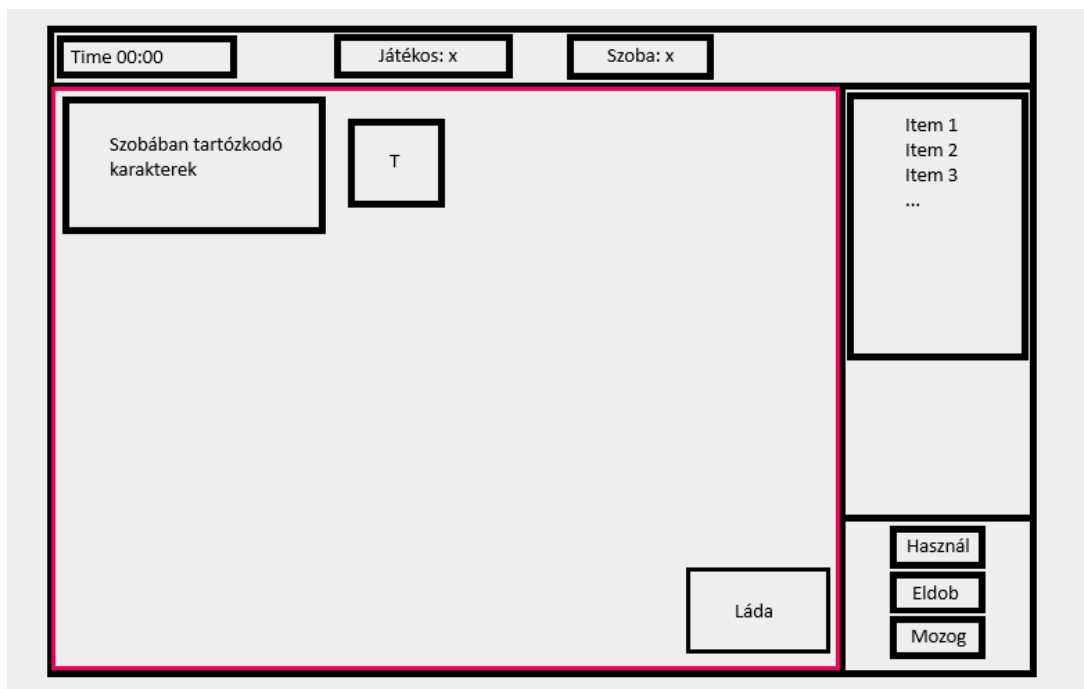 Time 00:00
Játékos: x
Szoba: x
Szobában tartózkodó
karakterek
T
Item 1
Item 2
Item 3
...
Láda
Használ
Eldob
Mozog